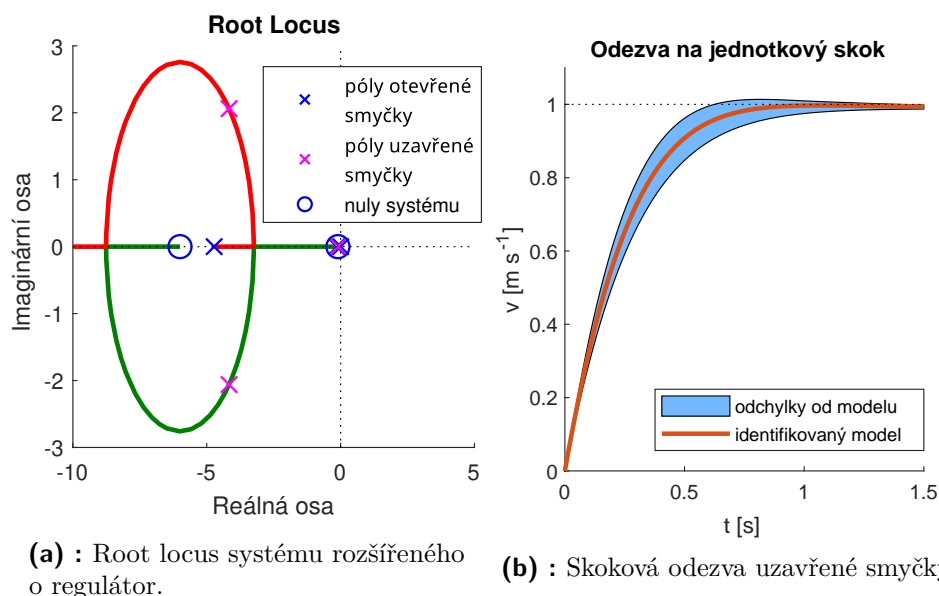 Root Locus
3
2
1
0
-1
-2
-3
Imaginární osa
-10
-5
0
5
Reálná osa
póly otevřené
smyčky
póly uzavřené
smyčky
nuly systému
(a) : Root locus systému rozšířeného
o regulátor.
Odezva na jednotkový skok
1
0.8
0.6
0.4
0.2
0
v [m s-1]
0
0.5
1
1.5
t [s]
odchylky od modelu
identifikovaný model
(b) : Skoková odezva uzavřené smyčky